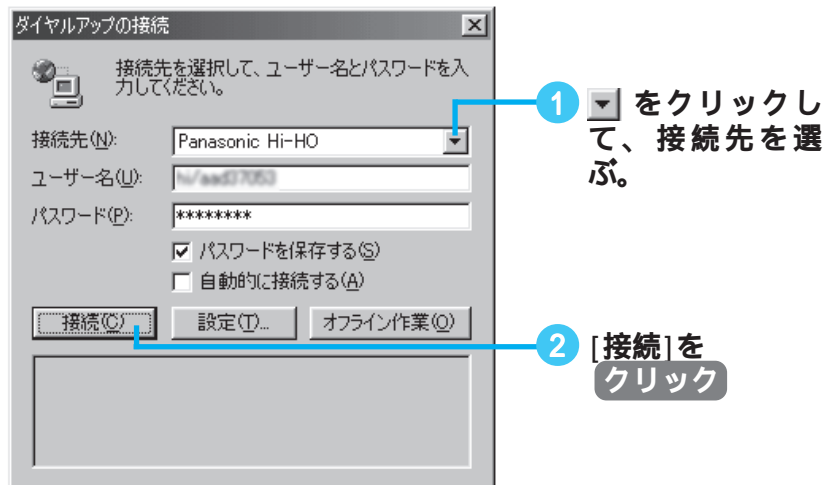 ダイヤルアップの接続
接続先を選択して、ユーザー名とパスワードを入
力してください。
接続先(N):
Panasonic Hi-HO
ユーザー名(U):
パスワード(P):
********
パスワードを保存する(S)
自動的に接続する(A)
接続(C)
設定(T)...
オフライン作業(O)
1
をクリックし
て、接続先を選
ぶ。
2
[接続]を
クリック